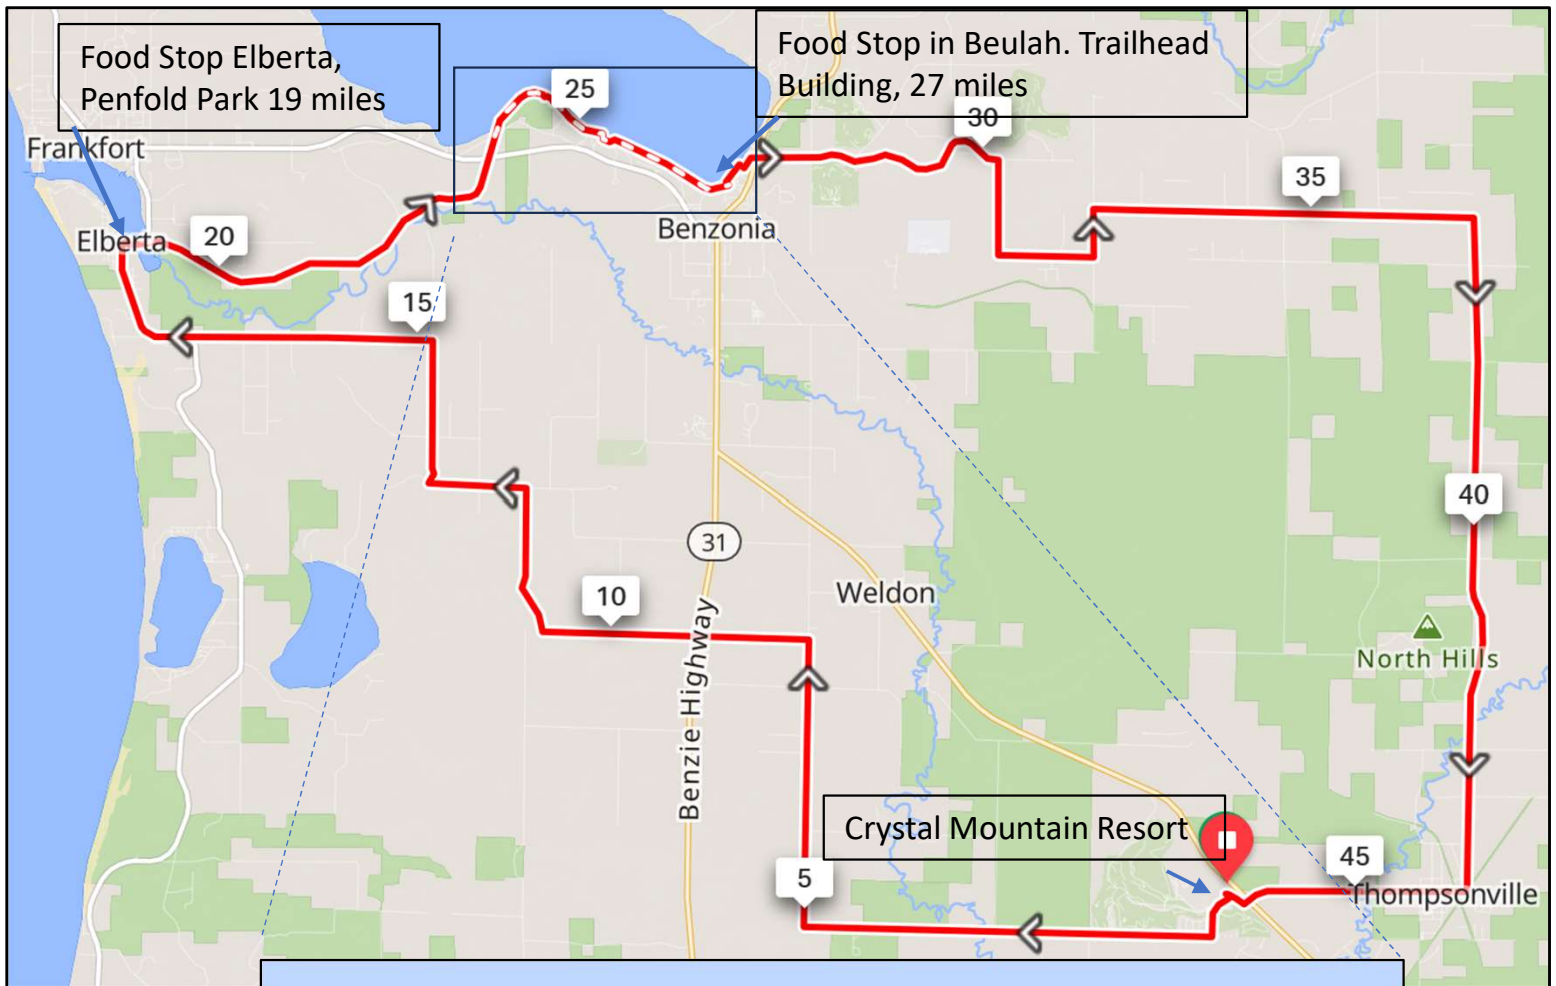 Food Stop Elberta,
Penfold Park 19 miles
Food Stop in Beulah. Trailhead
Building, 27 miles
25
30
Frankfort
35
20
Elberta
Benzonia
15
40
31
10
Weldon
North Hills
Benzie Highway
Crystal Mountain Resort
45
5
Thompsonville